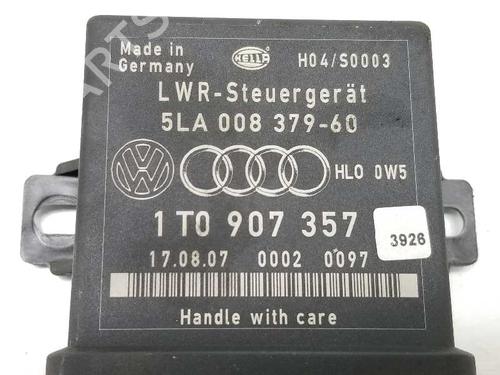 Made in
Germany
HELLA
H04/S0003
LWR-Steuergerät
5LA 008 379-60
HLO 0W5
1T0 907 357
3926
17.08.07 0002 0097
Handle with care